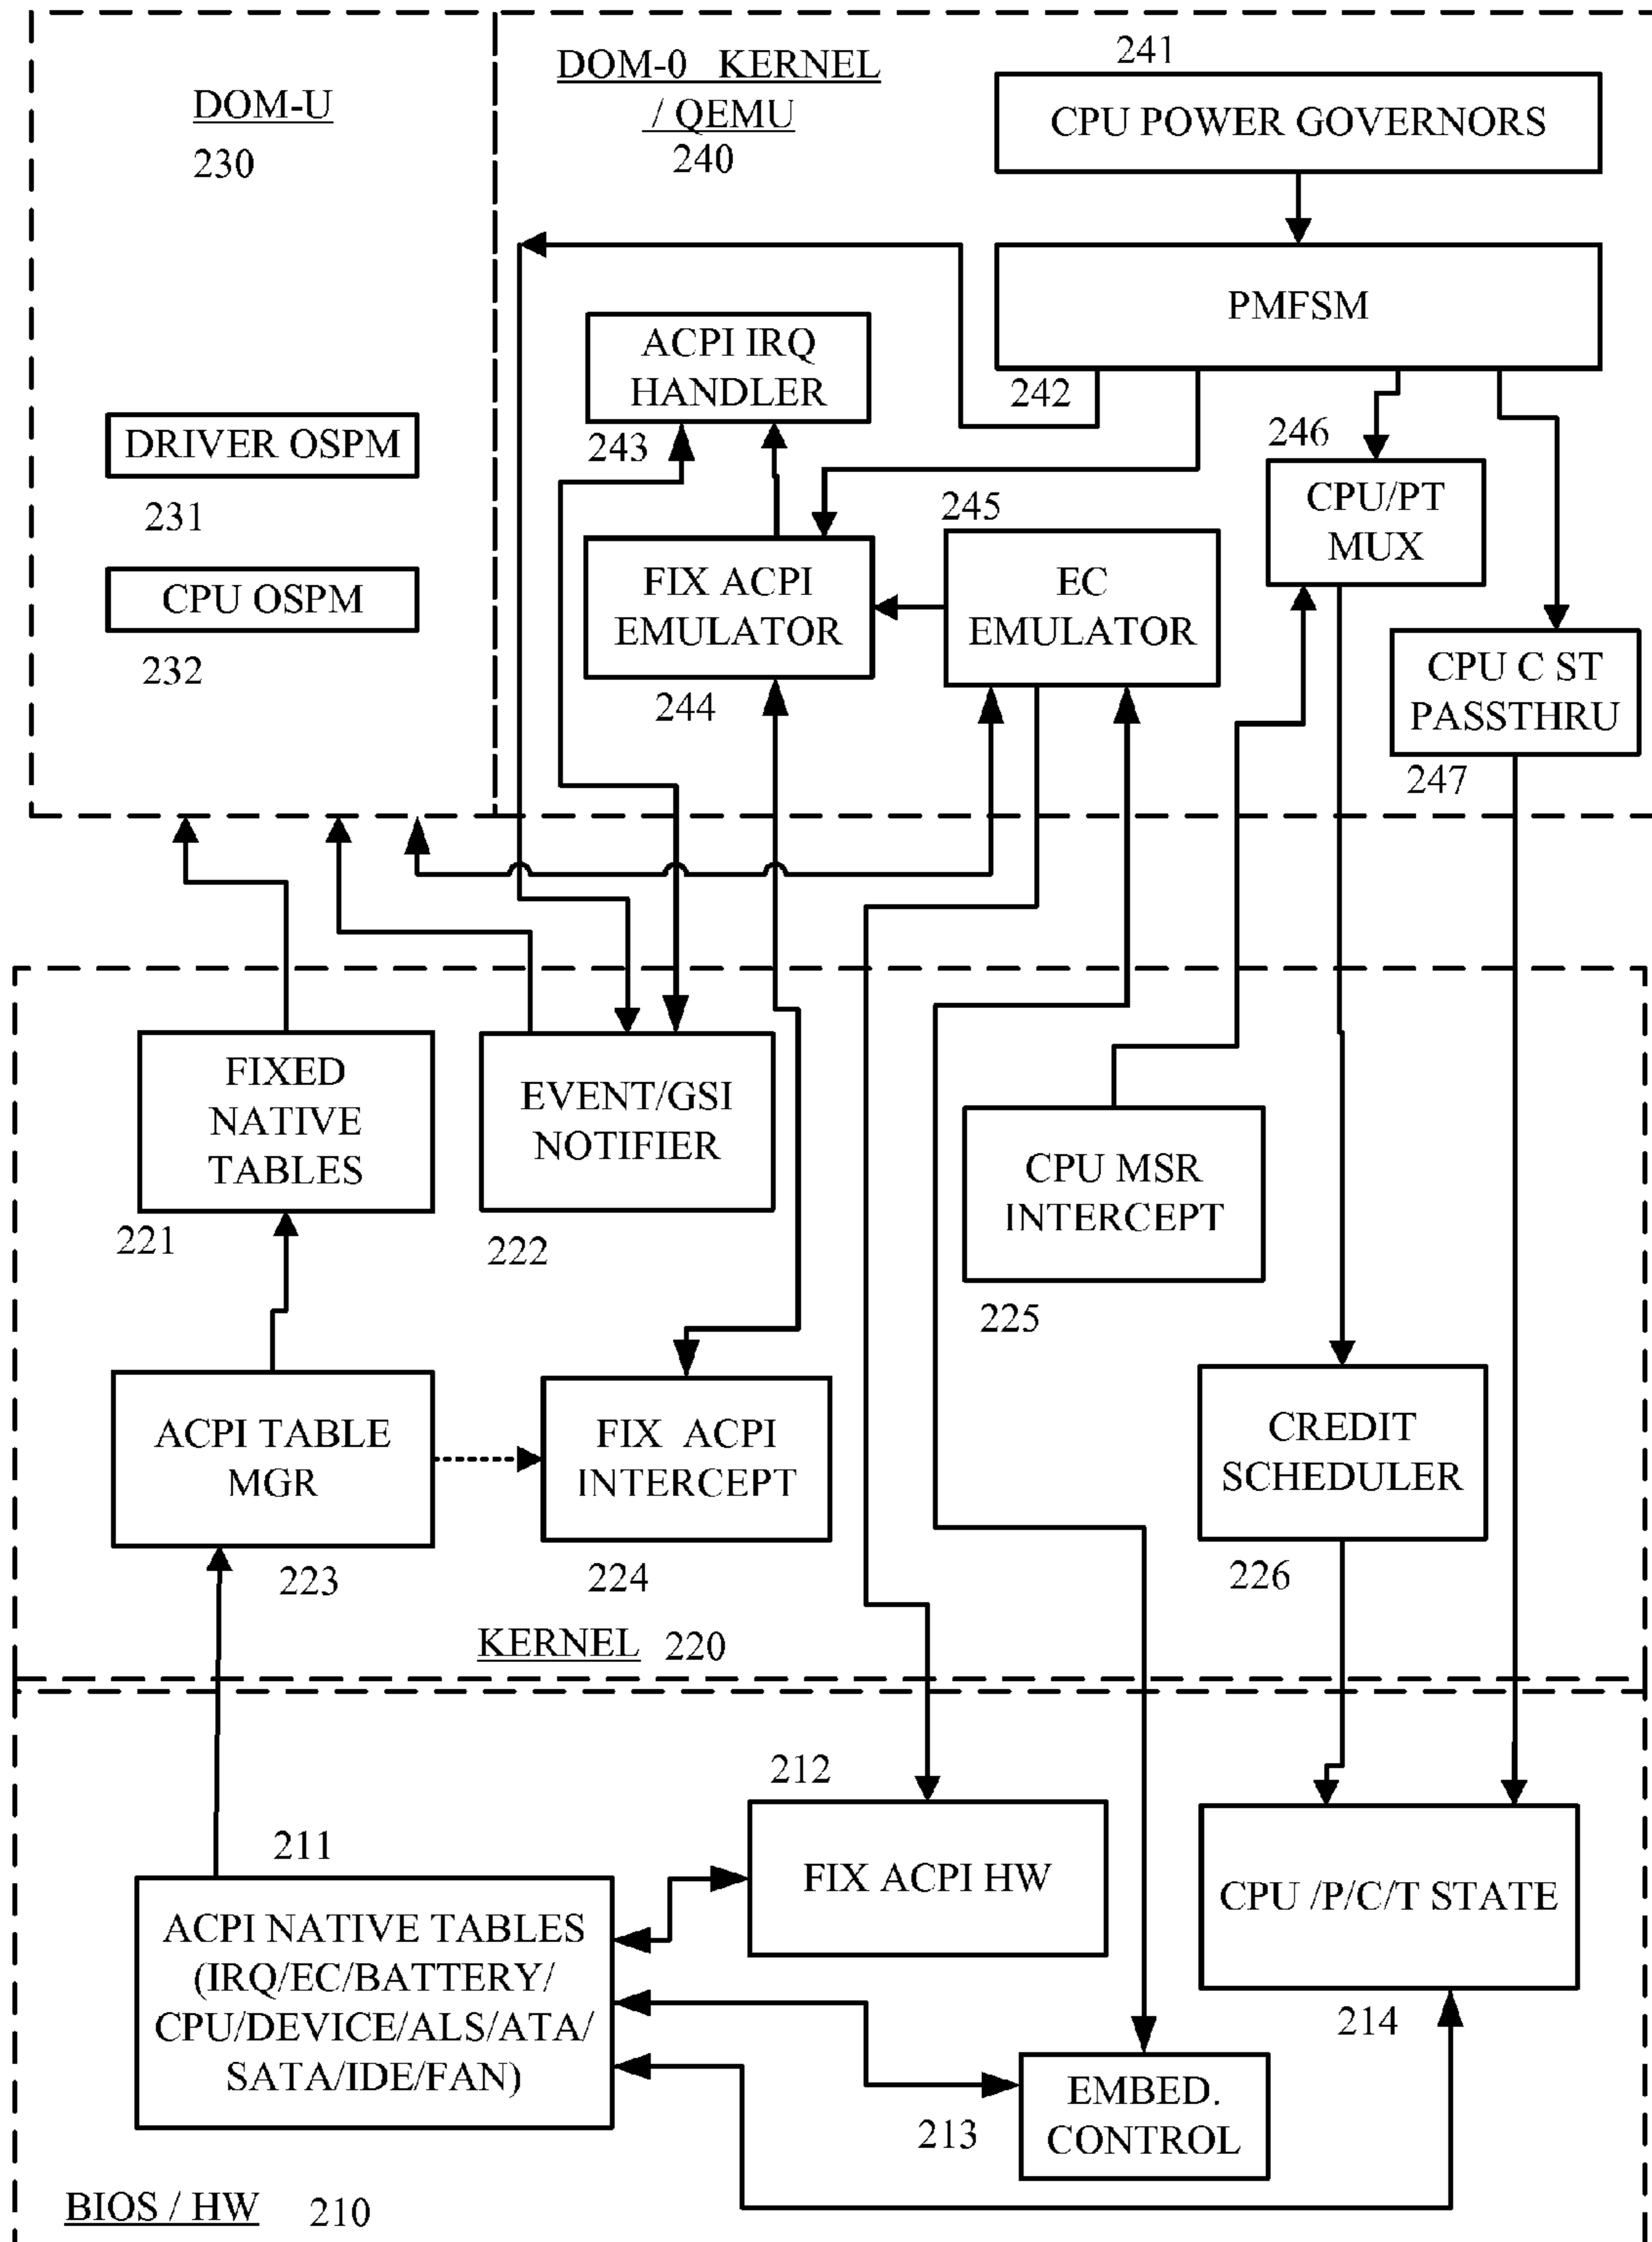 DOM-U
230
DOM-0 KERNEL
/ QEMU
240
241
CPU POWER GOVERNORS
PMFSM
242
ACPI IRQ
HANDLER
243
DRIVER OSPM
231
CPU OSPM
232
FIX ACPI
EMULATOR
244
245
EC
EMULATOR
246
CPU/PT
MUX
CPU C ST
PASSTHRU
247
FIXED
NATIVE
TABLES
221
EVENT/GSI
NOTIFIER
222
CPU MSR
INTERCEPT
225
ACPI TABLE
MGR
223
FIX ACPI
INTERCEPT
224
CREDIT
SCHEDULER
226
KERNEL 220
212
FIX ACPI HW
211
ACPI NATIVE TABLES
(IRQ/EC/BATTERY/
CPU/DEVICE/ALS/ATA/
SATA/IDE/FAN)
CPU /P/C/T STATE
214
EMBED.
CONTROL
213
BIOS / HW 210